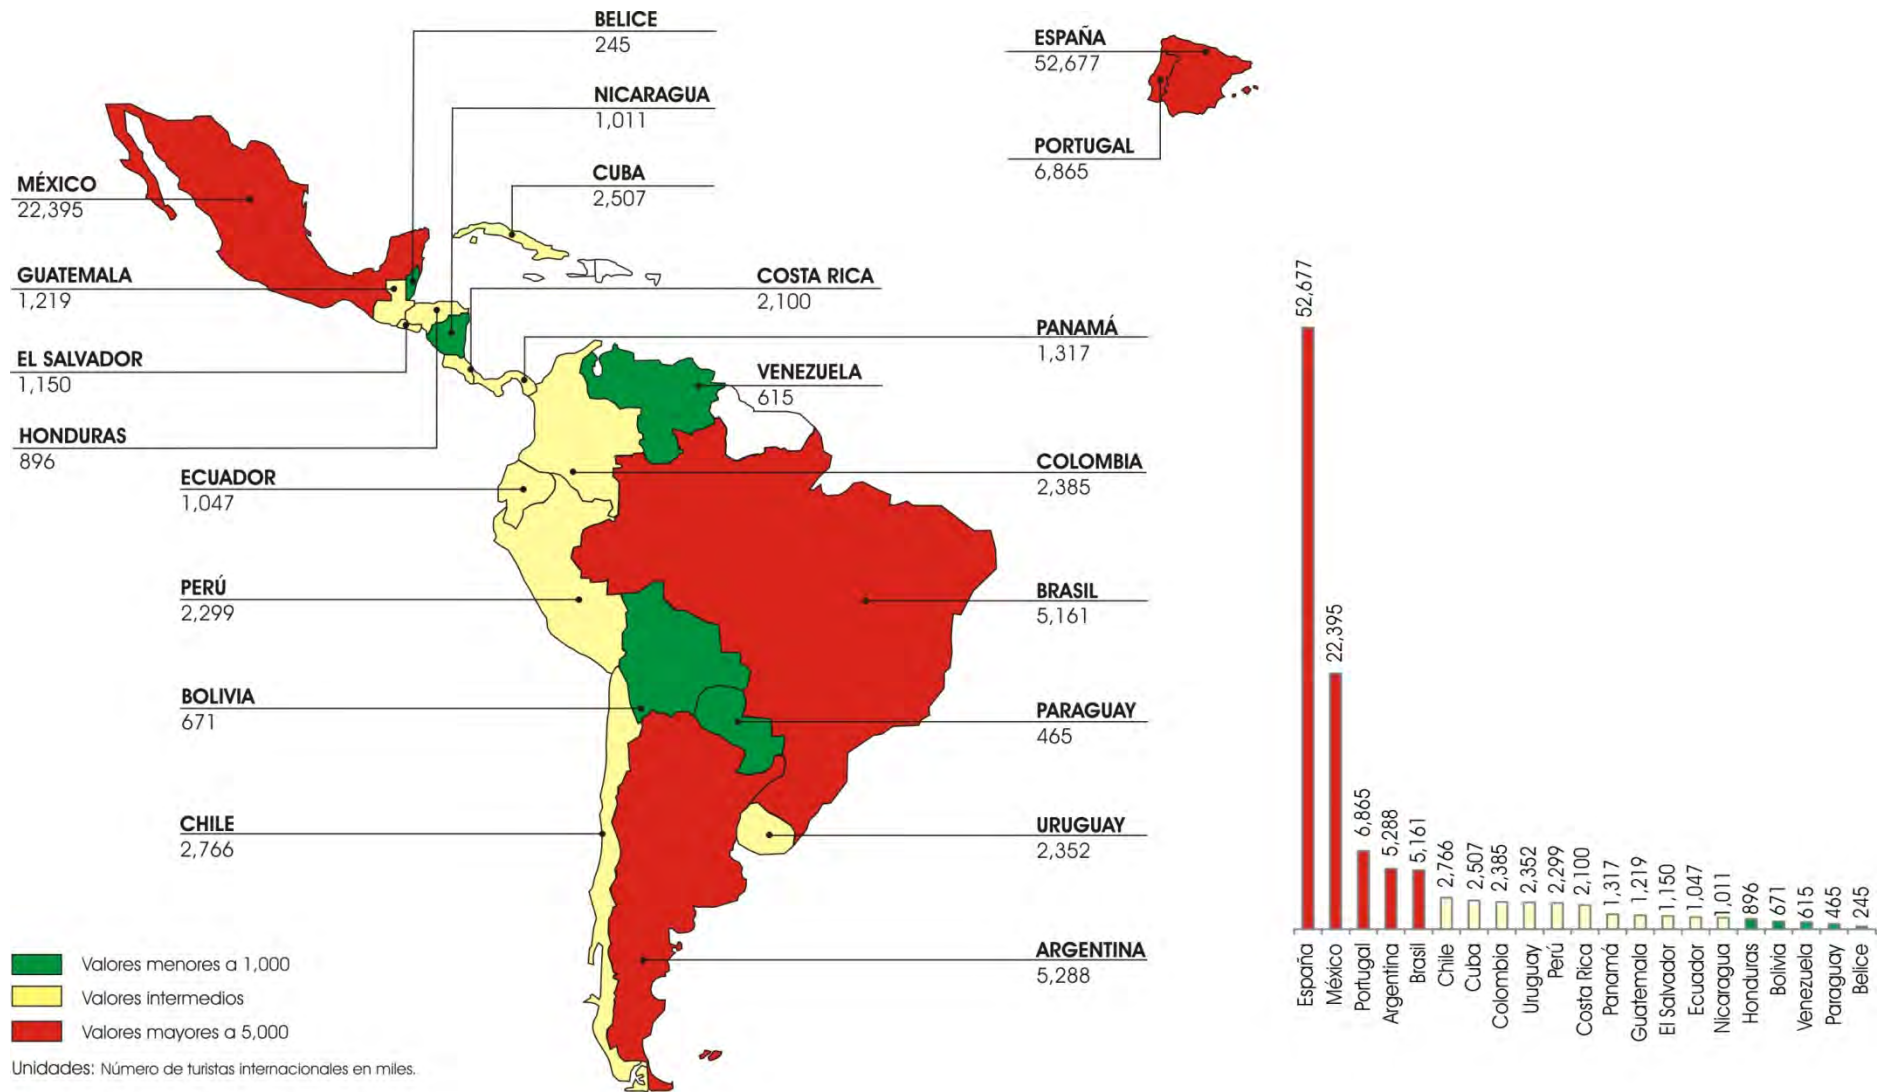 BELICE
245
NICARAGUA
1,011
CUBA
2,507
MÉXICO
22,395
GUATEMALA
1,219
EL SALVADOR
1,150
HONDURAS
896
COSTA RICA
2,100
PANAMÁ
1,317
VENEZUELA
615
ECUADOR
1,047
COLOMBIA
2,385
PERÚ
2,299
BRASIL
5,161
BOLIVIA
671
PARAGUAY
465
CHILE
2,766
URUGUAY
2,352
ARGENTINA
5,288
ESPAÑA
52,677
PORTUGAL
6,865
Valores menores a 1,000
Valores intermedios
Valores mayores a 5,000
Unidades: Número de turistas internacionales en miles.
52,677
22,395
6,865
5,288
5,161
2,766
2,507
2,385
2,352
2,299
2,100
1,317
1,219
1,150
1,047
1,011
896
671
615
465
245
España
México
Portugal
Argentina
Brasil
Chile
Cuba
Colombia
Uruguay
Perú
Costa Rica
Panamá
Guatemala
El Salvador
Ecuador
Nicaragua
Honduras
Bolivia
Venezuela
Paraguay
Belice